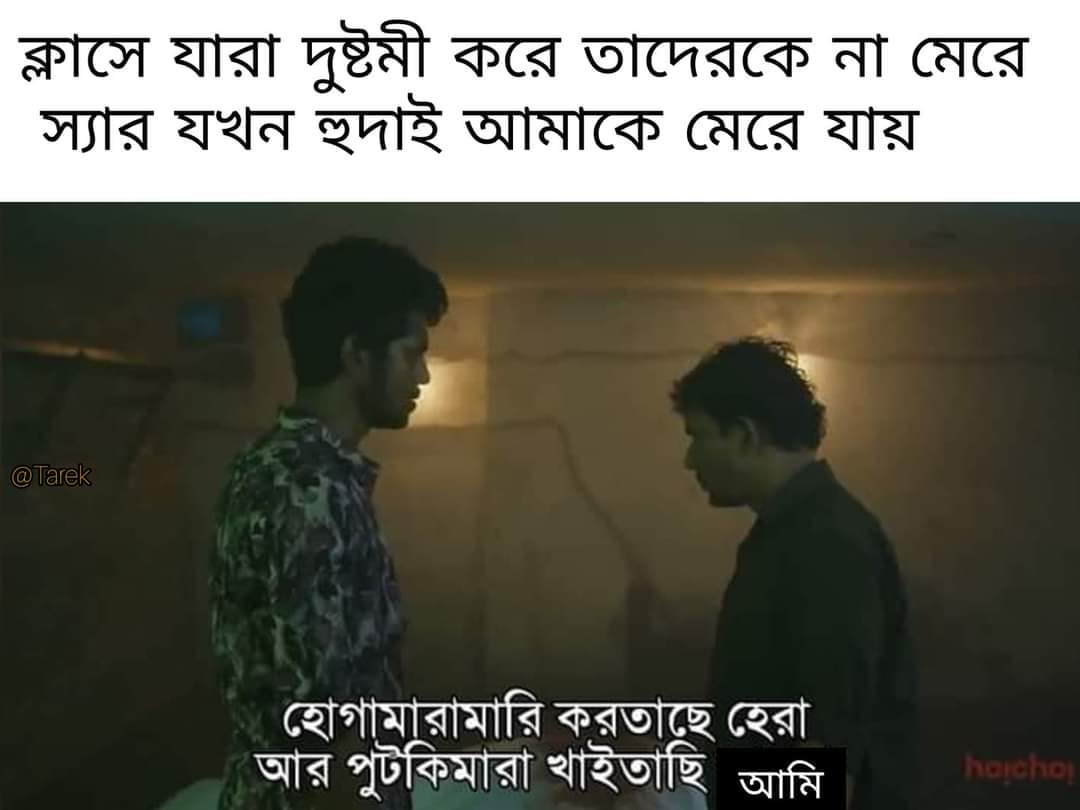 ক্লাসে যারা দুষ্টমী করে তাদেরকে না মেরে
স্যার যখন হুদাই আমাকে মেরে যায়
@Tarek
হোগামারামারি করতাছে হেরা
আর পুটকিমারা খাইতাছি আমি
hoichoi